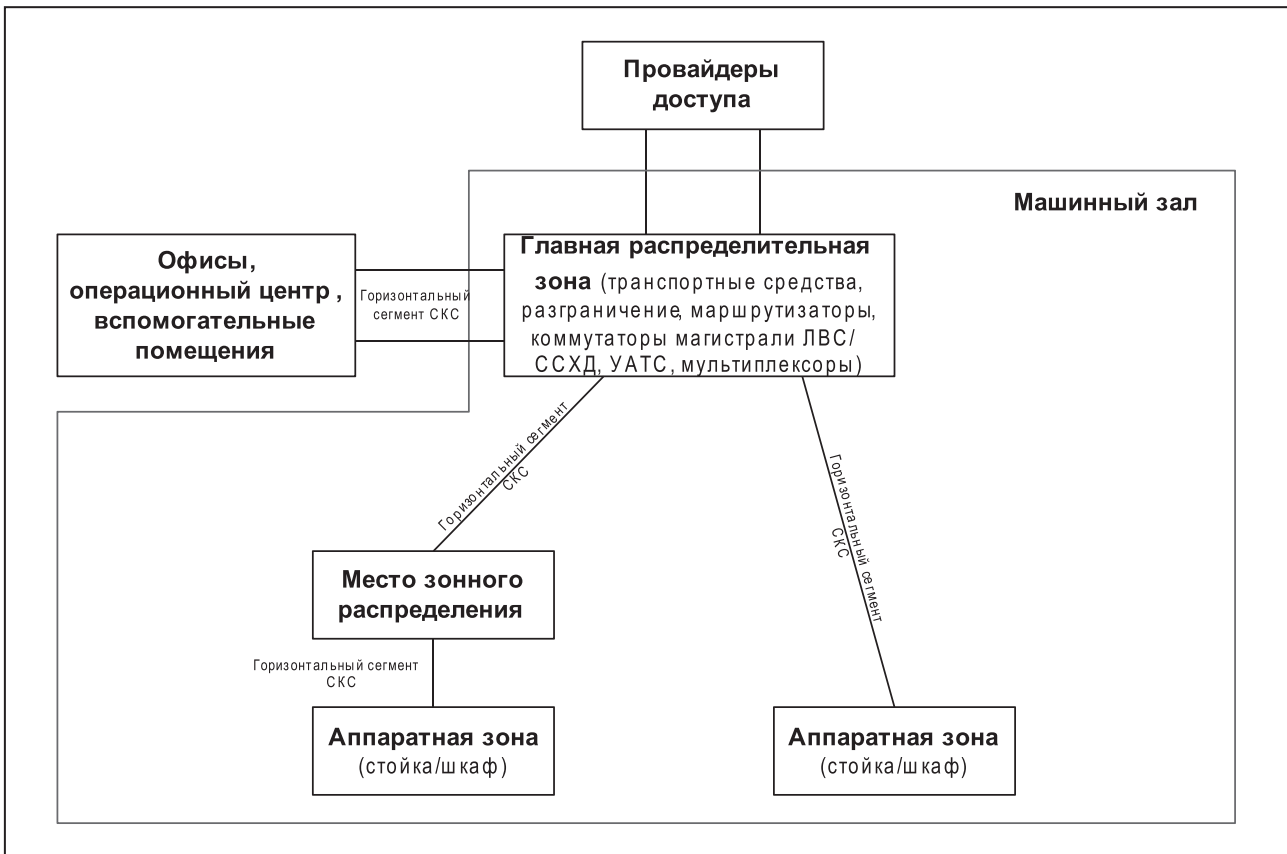 Провайдеры
доступа
Машинный зал
Главная распределительная
зона (транспортные средства,
разграничение, маршрутизаторы,
коммутаторы магистрали ЛВС/
ССХД, УАТС, мультиплексоры)
Офисы,
операционный центр ,
вспомогательные
помещения
Горизонтальный
сегмент СКС
Горизонтальный сегмент
СКС
Горизонтальный сегмент
СКС
Место зонного
распределения
Горизонтальный сегмент
СКС
Аппаратная зона
(стойка/шкаф)
Аппаратная зона
(стойка/шкаф)